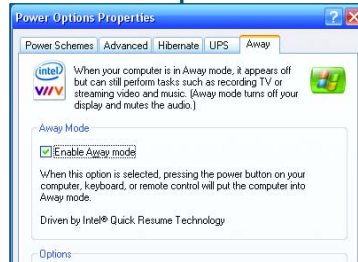 Power Options Properties
Power Schemes Advanced Hibernate UPS Away
intel
VIIV
When your computer is in Away mode, it appears off
but can still perform tasks such as recording TV or
streaming video and music. (Away mode turns off your
display and mutes the audio.)
Away Mode
Enable Away mode
When this option is selected, pressing the power button on your
computer, keyboard, or remote control will put the computer into
Away mode.
Driven by Intel® Quick Resume Technology
Options